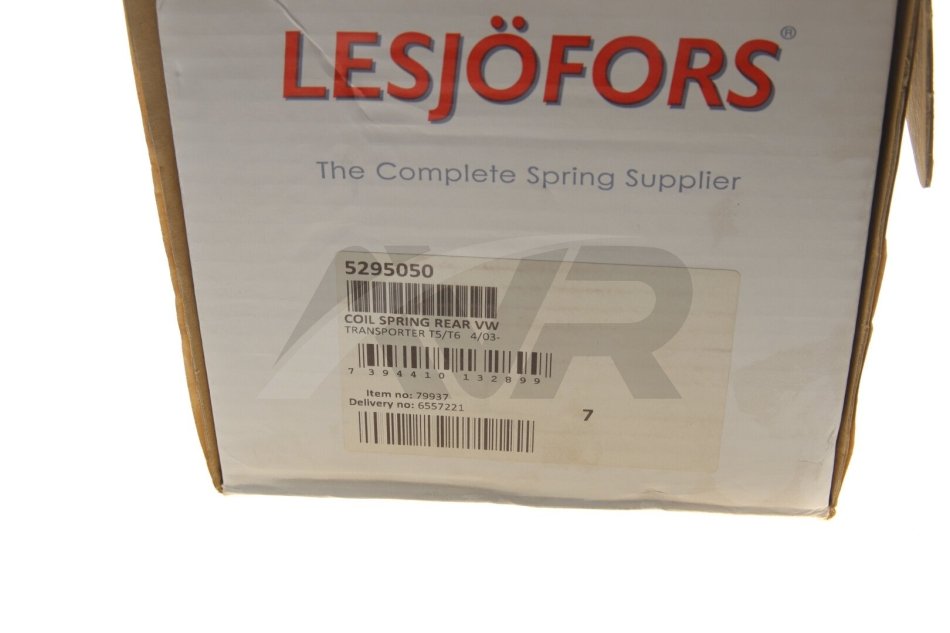 LESJÖFORS®
The Complete Spring Supplier
5295050
COIL SPRING REAR VW
TRANSPORTER T5/T6 4/03-
7 394410 132899
Item no: 79937
Delivery no: 6557221
7
NR